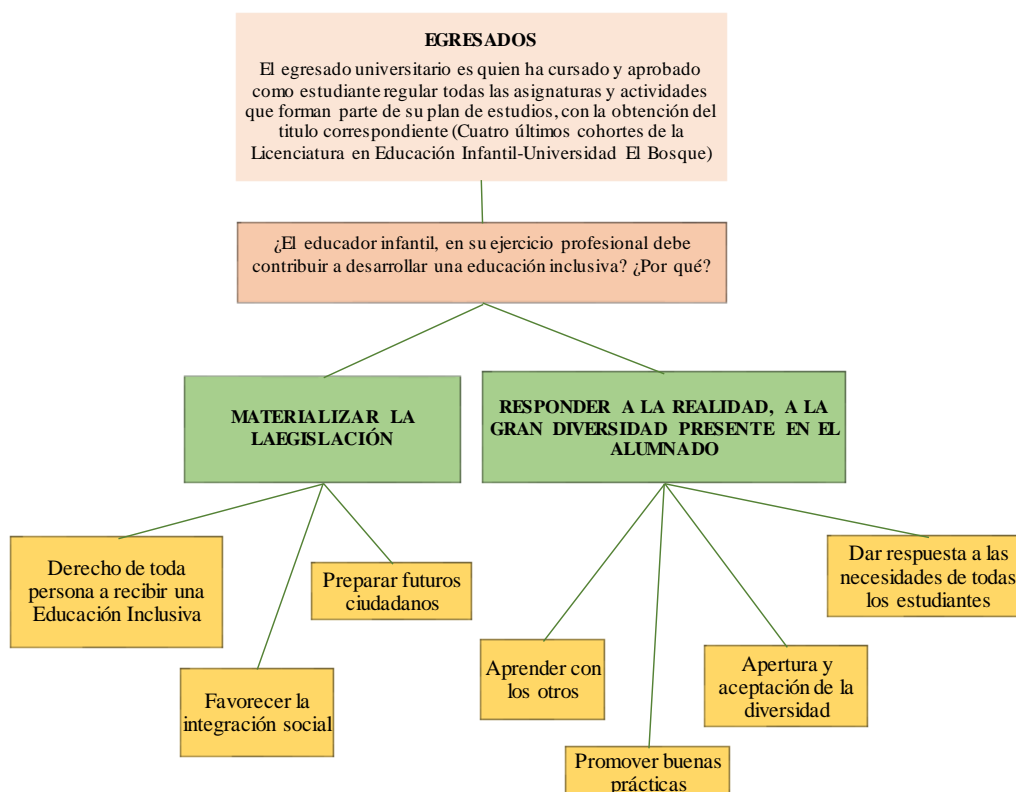 EGRESADOS
El egresado universitario es quien ha cursado y aprobado
como estudiante regular todas las asignaturas y actividades
que forman parte de su plan de estudios, con la obtención del
titulo correspondiente (Cuatro últimos cohortes de la
Licenciatura en Educación Infantil-Universidad El Bosque)
¿El educador infantil, en su ejercicio profesional debe
contribuir a desarrollar una educación inclusiva? ¿Por qué?
MATERIALIZAR LA
LAEGISLACIÓN
RESPONDER A LA REALIDAD, A LA
GRAN DIVERSIDAD PRESENTE EN EL
ALUMNADO
Derecho de toda
persona a recibir una
Educación Inclusiva
Favorecer la
integración social
Preparar futuros
ciudadanos
Aprender con
los otros
Promover buenas
prácticas
Apertura y
aceptación de la
diversidad
Dar respuesta a las
necesidades de todas
los estudiantes